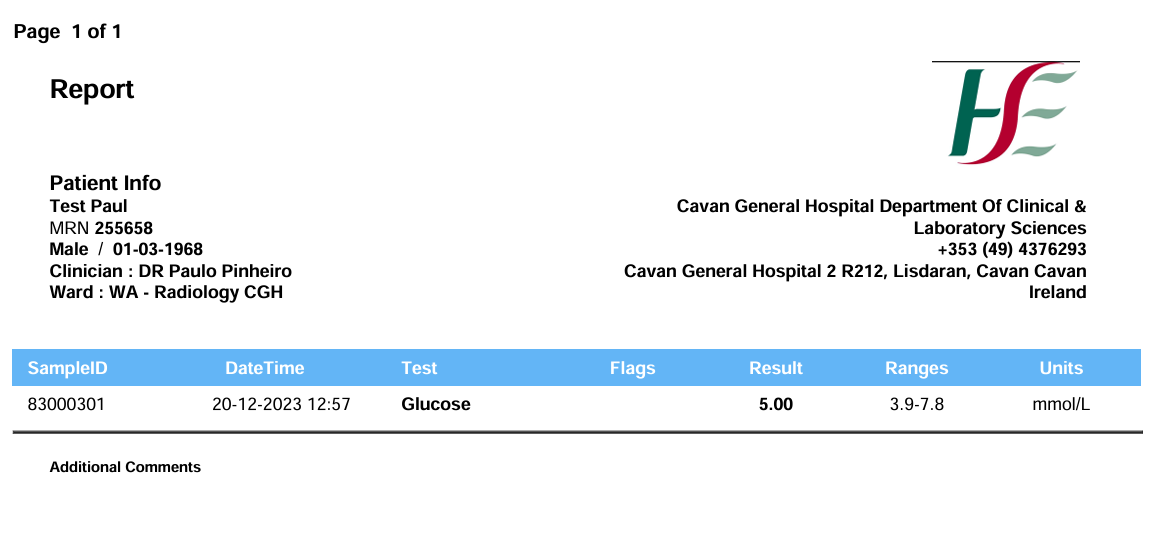 Page 1 of 1
HSE
Report
Patient Info
Test Paul
MRN 255658
Male / 01-03-1968
Clinician : DR Paulo Pinheiro
Ward : WA - Radiology CGH
Cavan General Hospital Department Of Clinical &
Laboratory Sciences
+353 (49) 4376293
Cavan General Hospital 2 R212, Lisdaran, Cavan Cavan
Ireland
SampleID DateTime Test Flags Result Ranges Units
83000301 20-12-2023 12:57 Glucose 5.00 3.9-7.8 mmol/L
Additional Comments